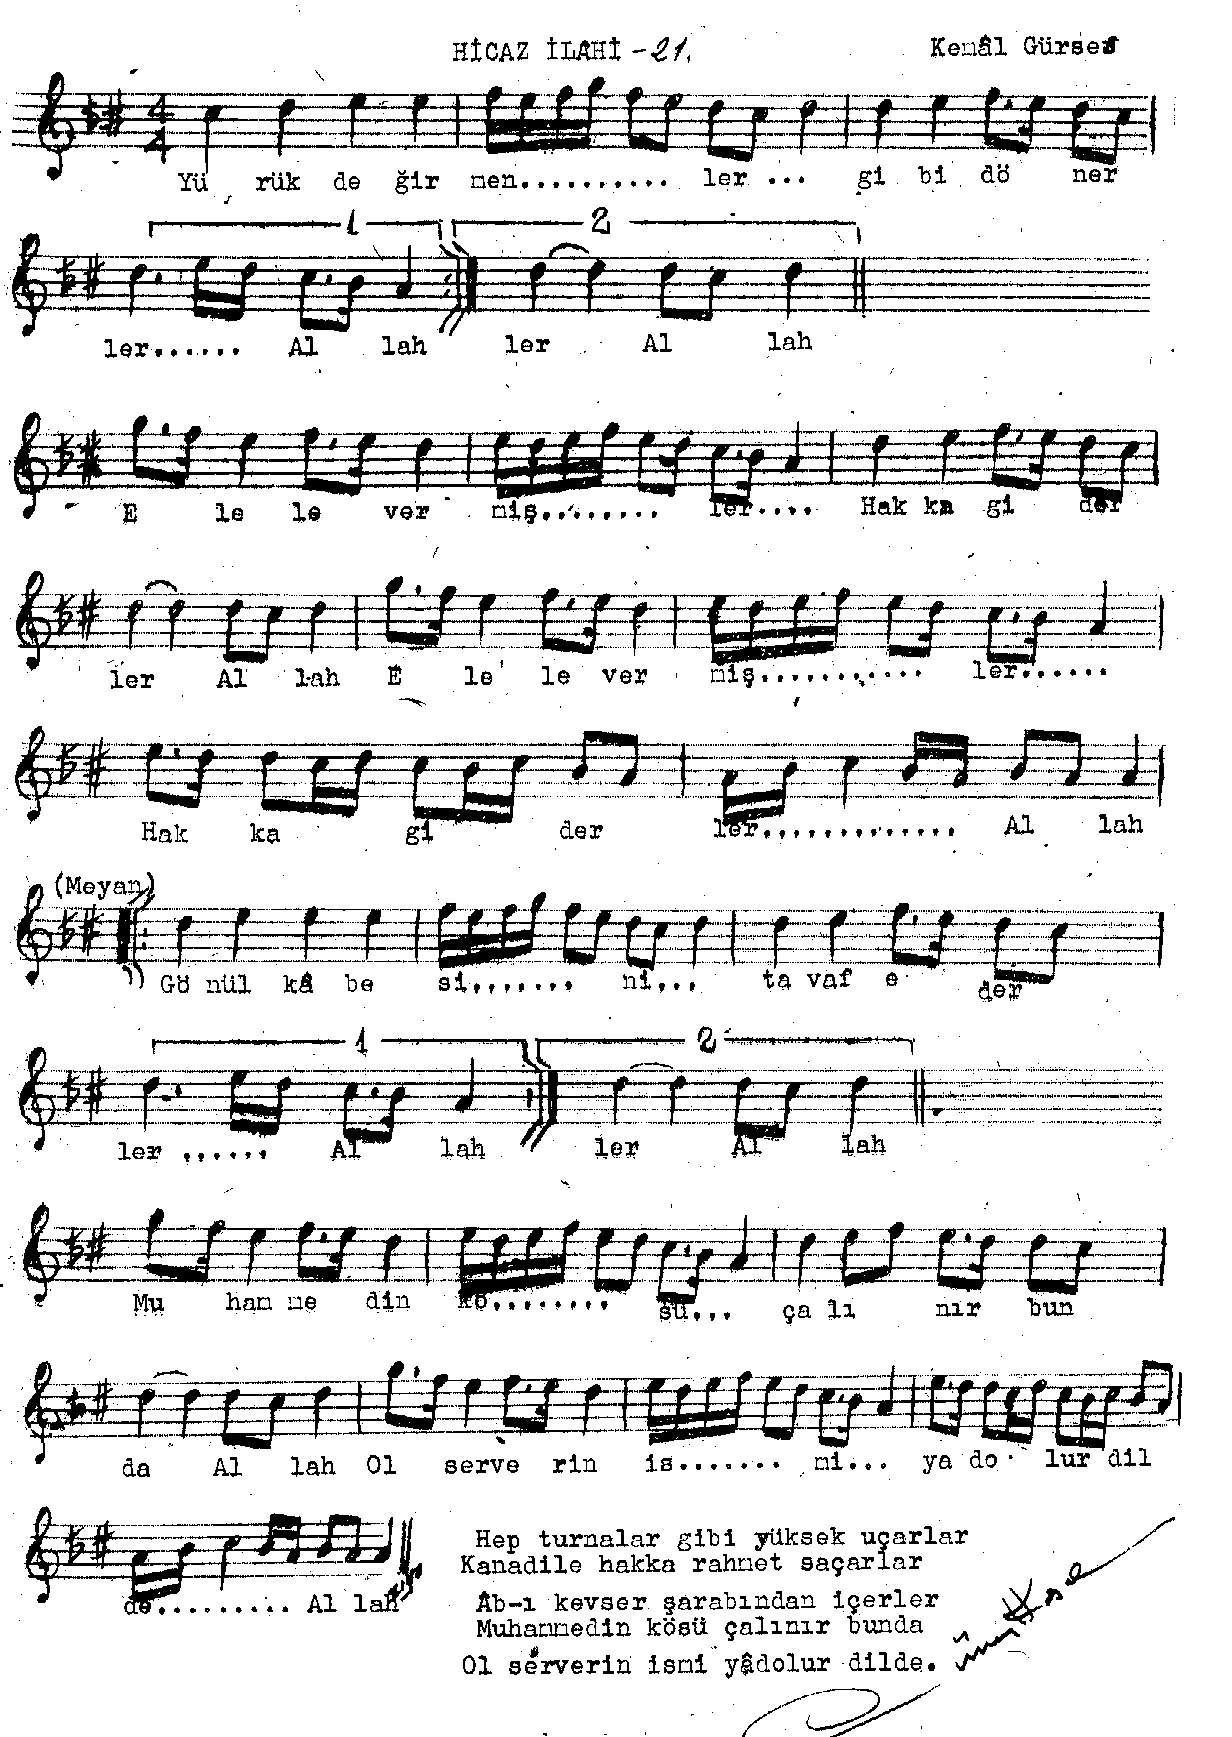 HİCAZ İLAHİ - 21.
Kemâl Gürses
4
4
Yü rük de ğir men.......... ler ... gi bi dö ner
1 2
ler...... Al lah ler Al lah
E le le ver miş........ ler.... Hak ka gi der
ler Al lah E le le ver miş........... ler......
Hak ka gi der ler............. Al lah
(Meyan)
Gö nül kâ be si....... ni... ta vaf e der
1 2
ler ...... Al lah ler Al lah
Mu ham me din kö........ sü... ça lı nır bun
da Al lah Ol serve rin is....... mi... ya do lur dil
de......... Al lah
Hep turnalar gibi yüksek uçarlar
Kanadile hakka rahmet saçarlar
Âb-ı kevser şarabından içerler
Muhammedin kösü çalınır bunda
Ol serverin ismi yâdolur dilde.